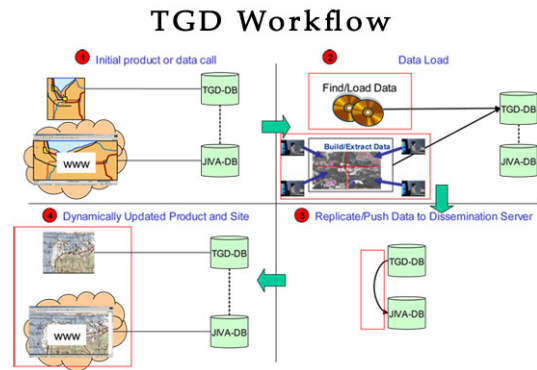 TGD Workflow
1 Initial product or data call
TGD-DB
WWW
JIVA-DB
2 Data Load
Find/Load Data
TGD-DB
Build/Extract Data
JIVA-DB
4 Dynamically Updated Product and Site
TGD-DB
WWW
JIVA-DB
3 Replicate/Push Data to Dissemination Server
TGD-DB
JIVA-DB